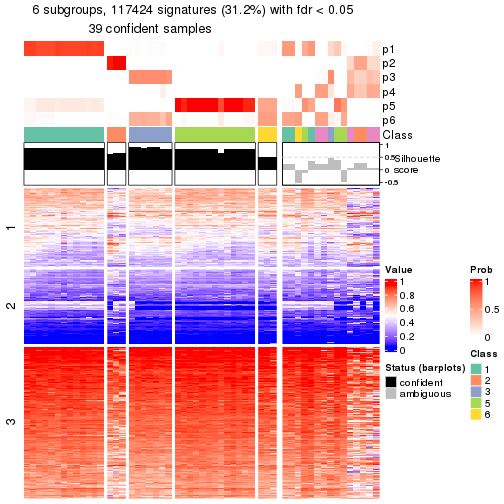 6 subgroups, 117424 signatures (31.2%) with fdr < 0.05
39 confident samples
p1
p2
p3
p4
p5
p6
Class
1
0.5
0
-0.5
Silhouette
score
1
2
3
Value
1
0.8
0.6
0.4
0.2
0
Prob
1
0.5
0
Status (barplots)
confident
ambiguous
Class
1
2
3
5
6